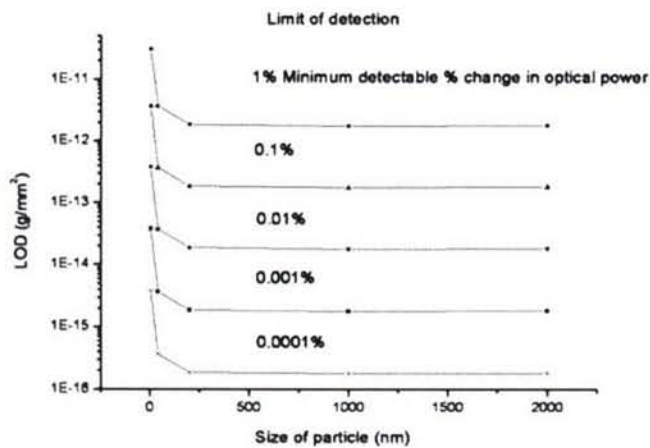 Limit of detection
1% Minimum detectable % change in optical power
0.1%
0.01%
0.001%
0.0001%
LOD (g/mm²)
1E-11
1E-12
1E-13
1E-14
1E-15
1E-16
0
500
1000
1500
2000
Size of particle (nm)